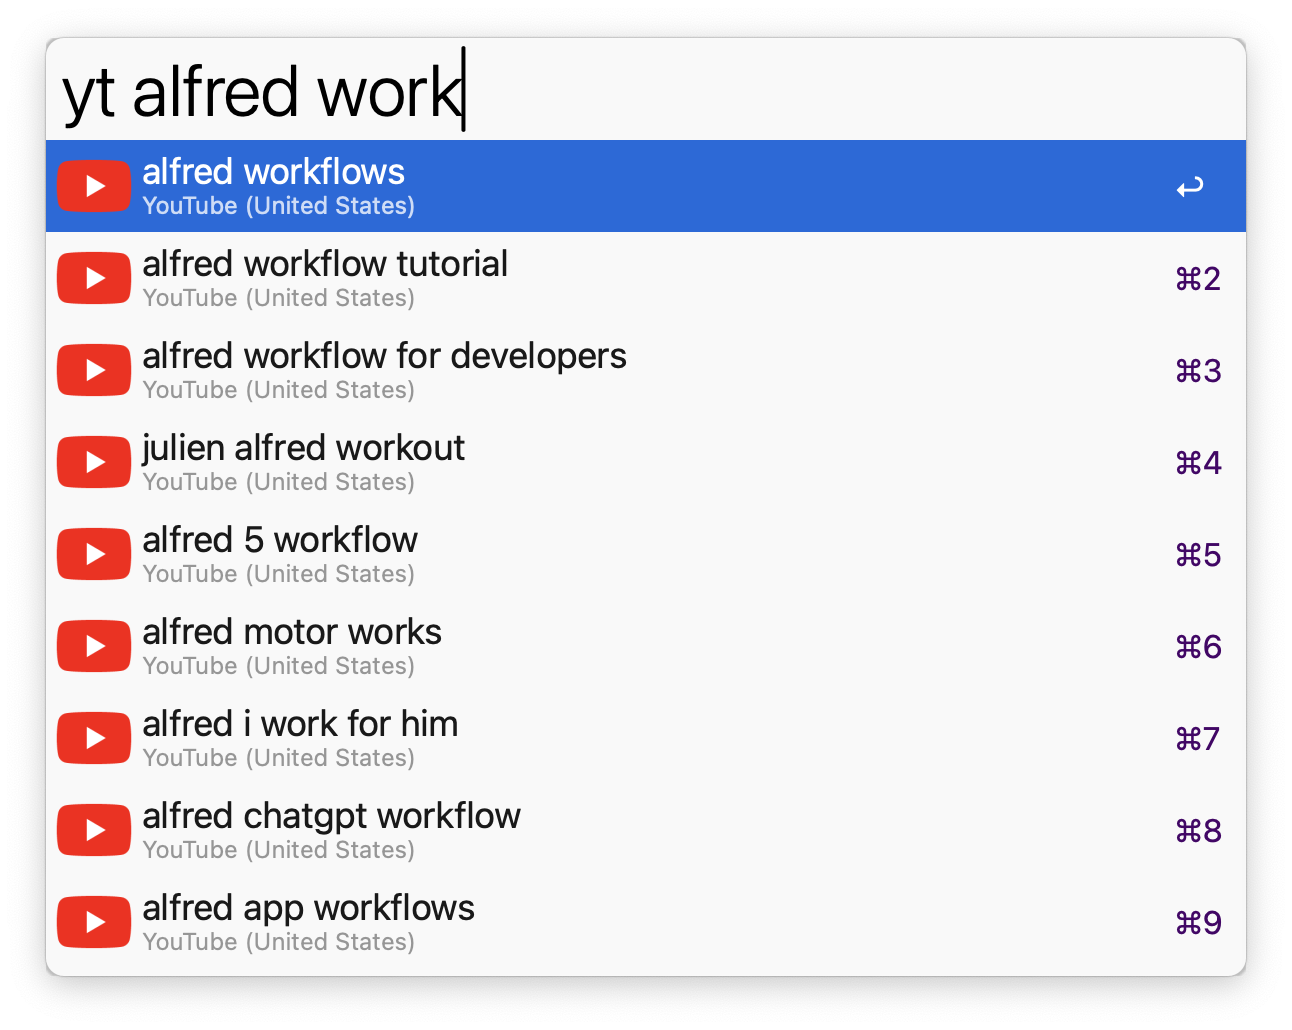 yt alfred work
alfred workflows
YouTube (United States)
↩
alfred workflow tutorial
YouTube (United States)
⌘2
alfred workflow for developers
YouTube (United States)
⌘3
julien alfred workout
YouTube (United States)
⌘4
alfred 5 workflow
YouTube (United States)
⌘5
alfred motor works
YouTube (United States)
⌘6
alfred i work for him
YouTube (United States)
⌘7
alfred chatgpt workflow
YouTube (United States)
⌘8
alfred app workflows
YouTube (United States)
⌘9